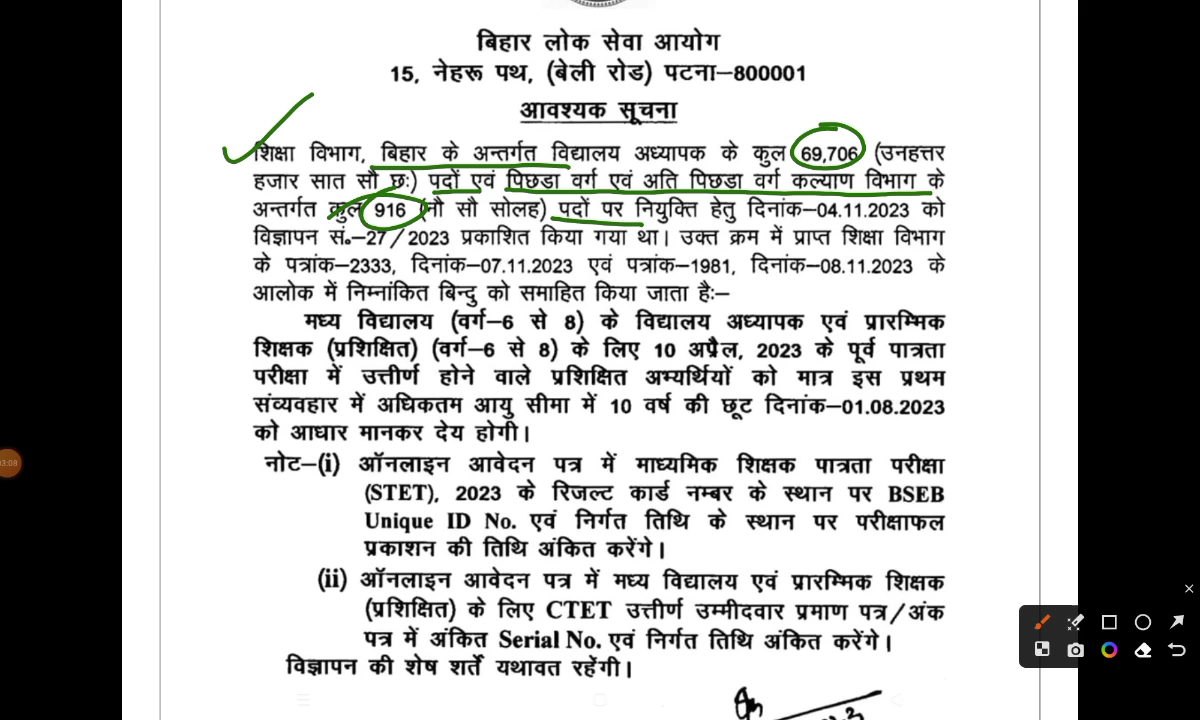 बिहार लोक सेवा आयोग
15, नेहरू पथ, (बेली रोड) पटना–800001
आवश्यक सूचना
शिक्षा विभाग, बिहार के अन्तर्गत विद्यालय अध्यापक के कुल 69,706 (उनहत्तर
हजार सात सौ छः) पदों एवं पिछडा वर्ग एवं अति पिछडा वर्ग कल्याण विभाग के
अन्तर्गत कुल 916 (नौ सौ सोलह) पदों पर नियुक्ति हेतु दिनांक–04.11.2023 को
विज्ञापन सं.–27/2023 प्रकाशित किया गया था। उक्त क्रम में प्राप्त शिक्षा विभाग
के पत्रांक–2333, दिनांक–07.11.2023 एवं पत्रांक–1981, दिनांक–08.11.2023 के
आलोक में निम्नांकित बिन्दु को समाहित किया जाता हैः–
मध्य विद्यालय (वर्ग–6 से 8) के विद्यालय अध्यापक एवं प्रारम्भिक
शिक्षक (प्रशिक्षित) (वर्ग–6 से 8) के लिए 10 अप्रैल, 2023 के पूर्व पात्रता
परीक्षा में उत्तीर्ण होने वाले प्रशिक्षित अभ्यर्थियों को मात्र इस प्रथम
संव्यवहार में अधिकतम आयु सीमा में 10 वर्ष की छूट दिनांक–01.08.2023
को आधार मानकर देय होगी।
नोट–(i) ऑनलाइन आवेदन पत्र में माध्यमिक शिक्षक पात्रता परीक्षा
(STET), 2023 के रिजल्ट कार्ड नम्बर के स्थान पर BSEB
Unique ID No. एवं निर्गत तिथि के स्थान पर परीक्षाफल
प्रकाशन की तिथि अंकित करेंगे।
(ii) ऑनलाइन आवेदन पत्र में मध्य विद्यालय एवं प्रारम्भिक शिक्षक
(प्रशिक्षित) के लिए CTET उत्तीर्ण उम्मीदवार प्रमाण पत्र/अंक
पत्र में अंकित Serial No. एवं निर्गत तिथि अंकित करेंगे।
विज्ञापन की शेष शर्ते यथावत रहेंगी।
03:08